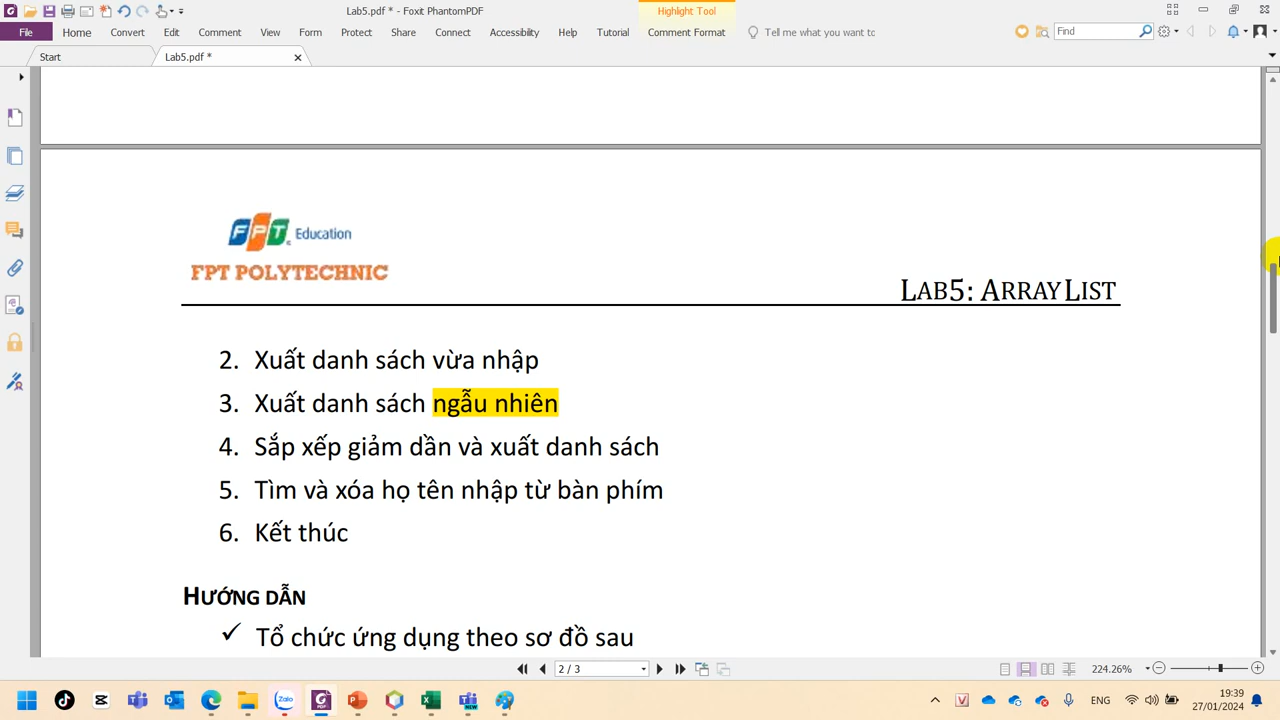 Lab5.pdf * - Foxit PhantomPDF
Highlight Tool
File Home Convert Edit Comment View Form Protect Share Connect Accessibility Help Tutorial Comment Format Tell me what you want to c Find
Start Lab5.pdf *
FPT Education
FPT POLYTECHNIC
LAB5: ARRAYLIST
2. Xuất danh sách vừa nhập
3. Xuất danh sách ngẫu nhiên
4. Sắp xếp giảm dần và xuất danh sách
5. Tìm và xóa họ tên nhập từ bàn phím
6. Kết thúc
HƯỚNG DẪN
✓ Tổ chức ứng dụng theo sơ đồ sau
2 / 3 224.26%
Zalo
ENG
19:39
27/01/2024